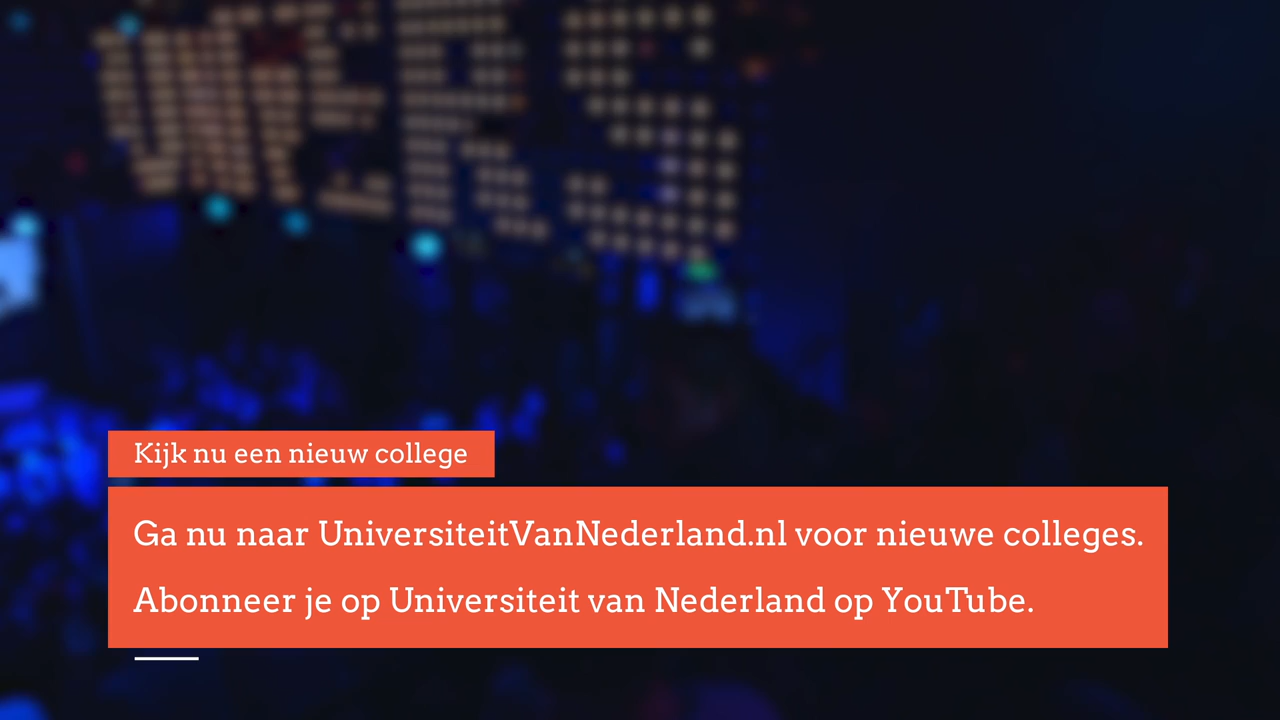 Kijk nu een nieuw college
Ga nu naar UniversiteitVanNederland.nl voor nieuwe colleges.
Abonneer je op Universiteit van Nederland op YouTube.